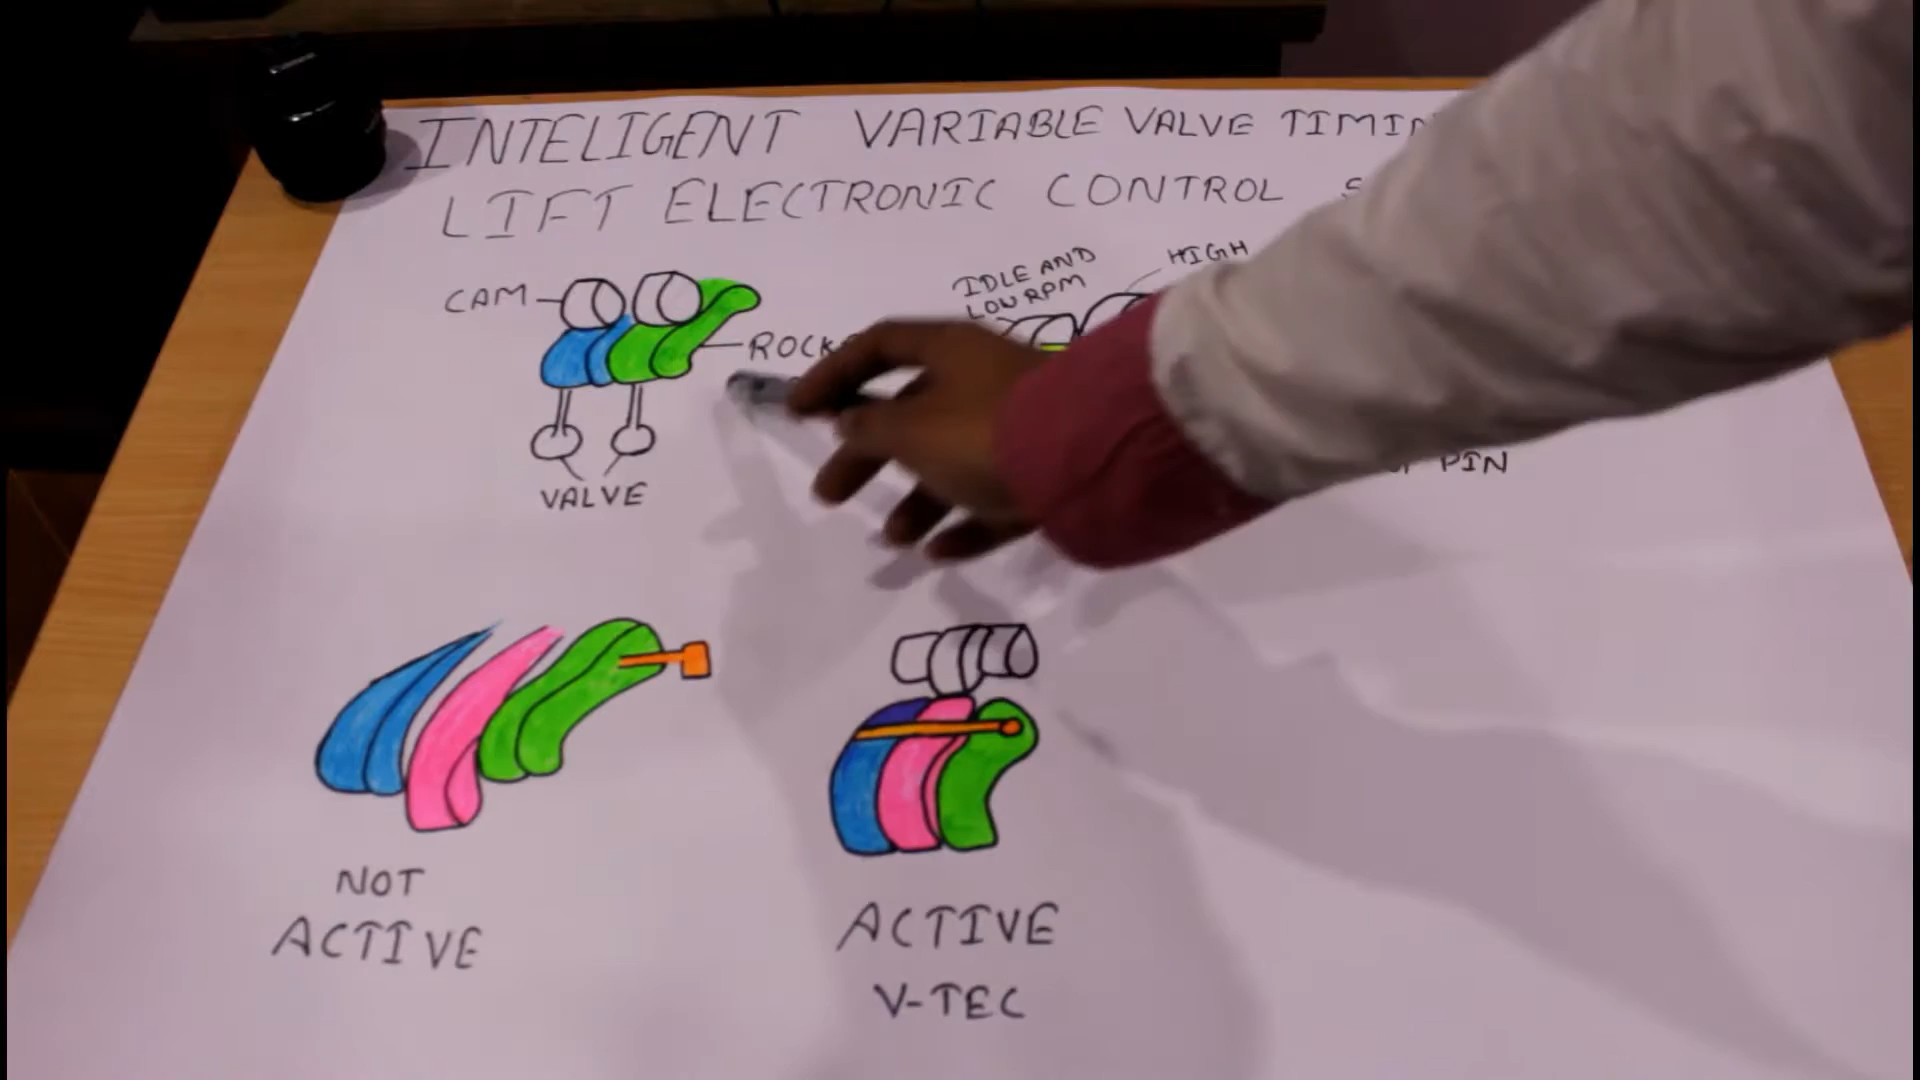 INTELIGENT VARIABLE VALVE
LIFT ELECTRONIC CONTROL
CAM
IDLE AND
LOW RPM
HIGH
VALVE
PIN
NOT
ACTIVE
ACTIVE
V-TEC